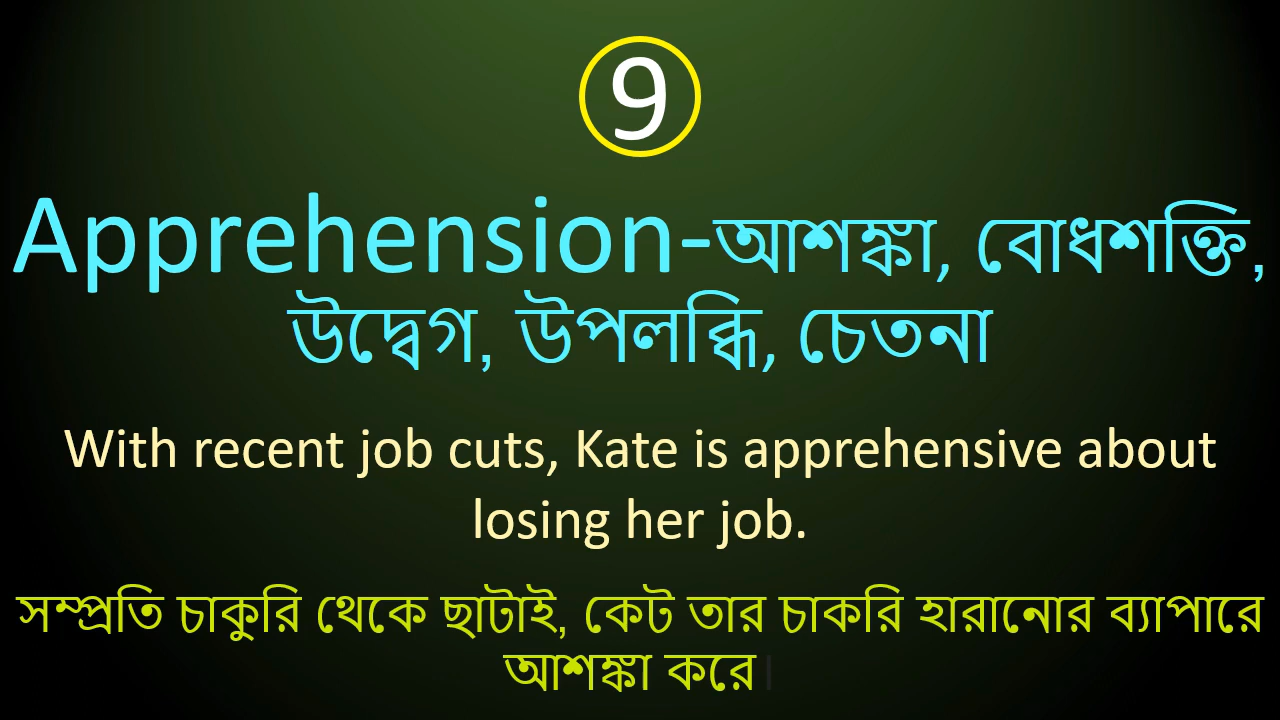 9
Apprehension-আশঙ্কা, বোধশক্তি,
উদ্বেগ, উপলব্ধি, চেতনা
With recent job cuts, Kate is apprehensive about
losing her job.
সম্প্রতি চাকুরি থেকে ছাটাই, কেট তার চাকরি হারানোর ব্যাপারে
আশঙ্কা করে।